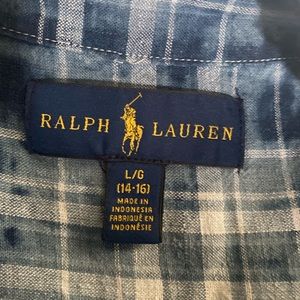 RALPH LAUREN
L/G
(14-16)
MADE IN
INDONESIA
FABRIQUÉ EN
INDONÉSIE